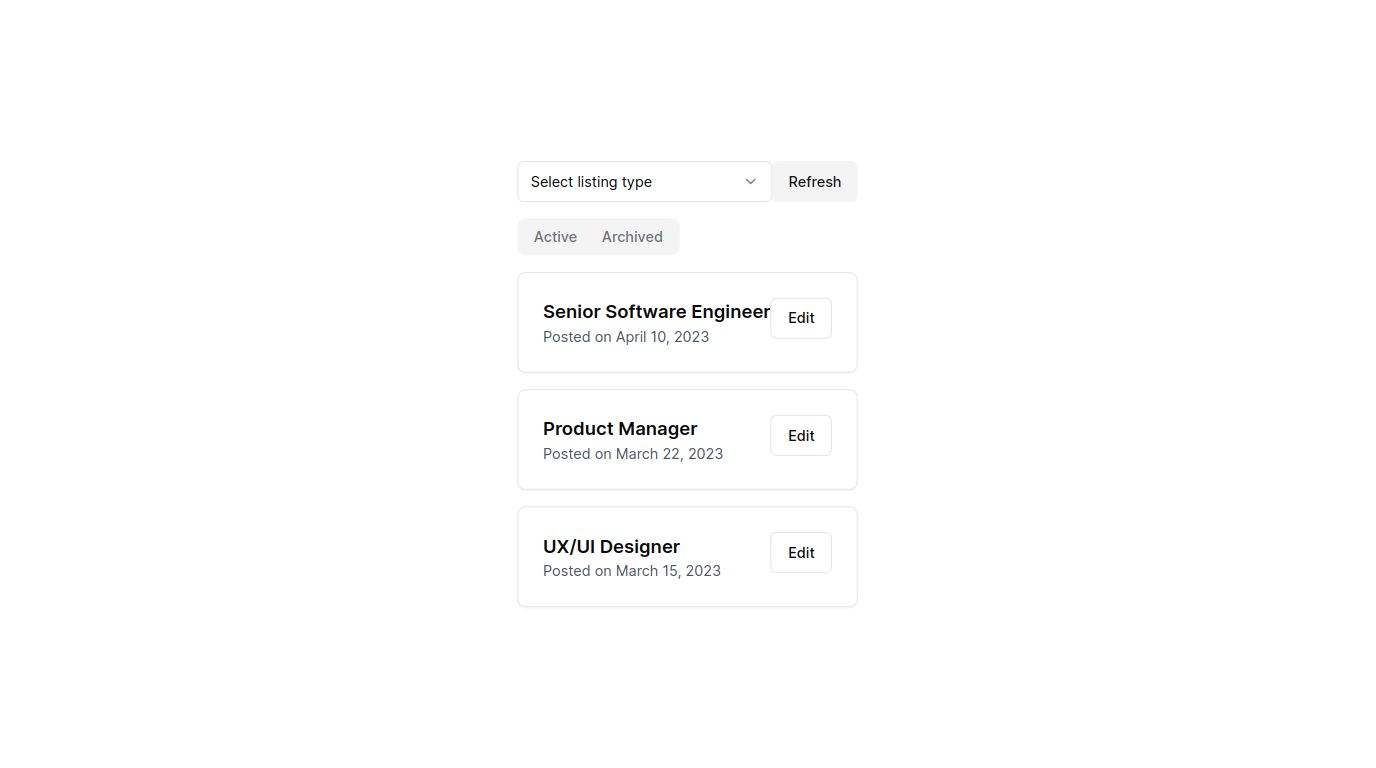 Select listing type Refresh
Active Archived
Senior Software Engineer Edit
Posted on April 10, 2023
Product Manager Edit
Posted on March 22, 2023
UX/UI Designer Edit
Posted on March 15, 2023